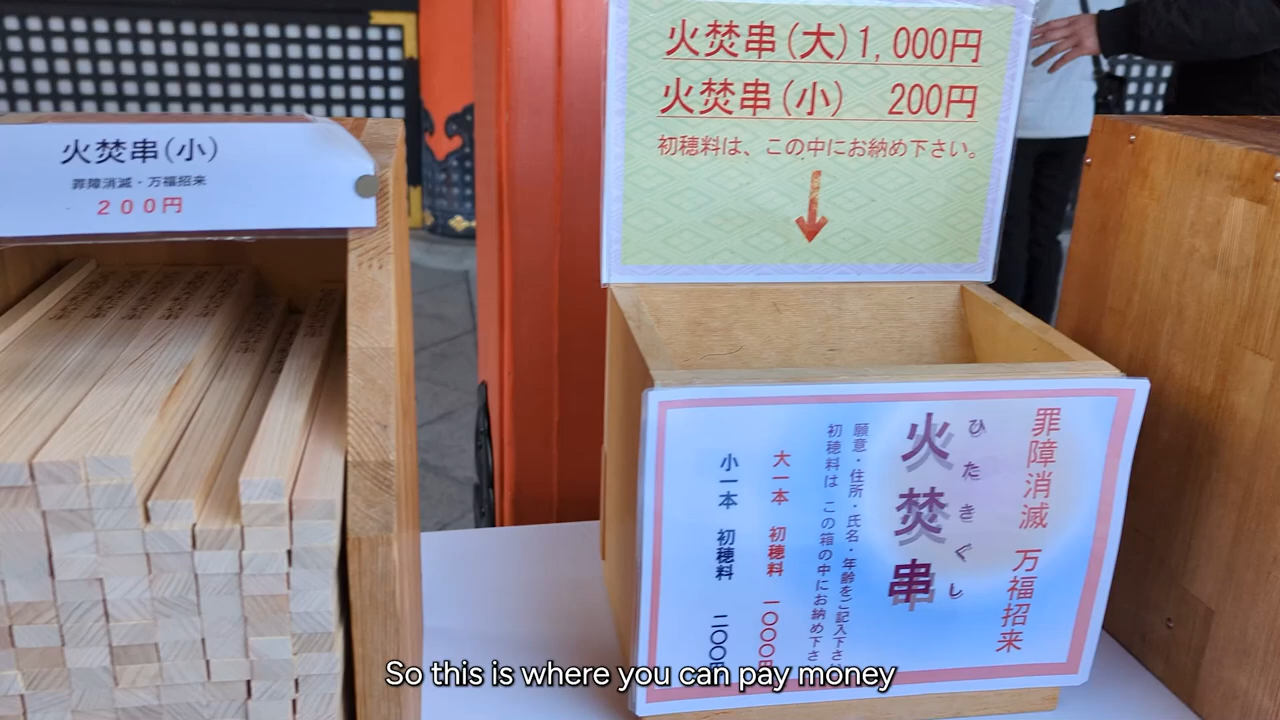 火焚串(小)
罪障消滅・万福招来
200円
火焚串(大)1,000円
火焚串(小) 200円
初穂料は、この中にお納め下さい。
罪障消滅 万福招来
ひたきぐし
火焚串
願意・住所・氏名・年齢をご記入下さ
初穂料は この箱の中にお納め下さ
大一本 初穂料 一〇〇〇円
小一本 初穂料 二〇〇円
So this is where you can pay money